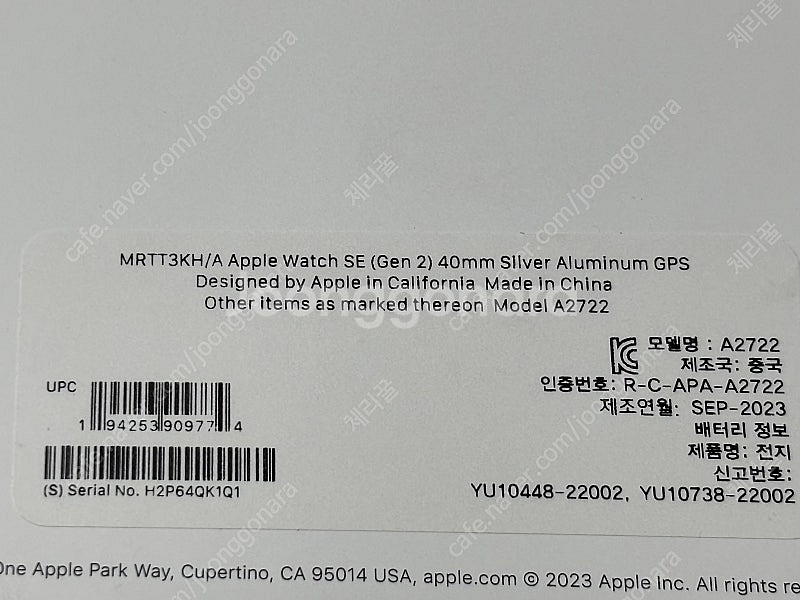 MRTT3KH/A Apple Watch SE (Gen 2) 40mm Silver Aluminum GPS
Designed by Apple in California Made in China
Other items as marked thereon Model A2722
모델명 : A2722
제조국: 중국
인증번호: R-C-APA-A2722
제조연월: SEP-2023
배터리 정보
제품명: 전지
신고번호:
YU10448-22002, YU10738-22002
UPC
1 94253 90977 4
(S) Serial No. H2P64QK1Q1
One Apple Park Way, Cupertino, CA 95014 USA, apple.com © 2023 Apple Inc. All rights re
joonggonara
cafe.naver.com/joonggonara
체리꿀